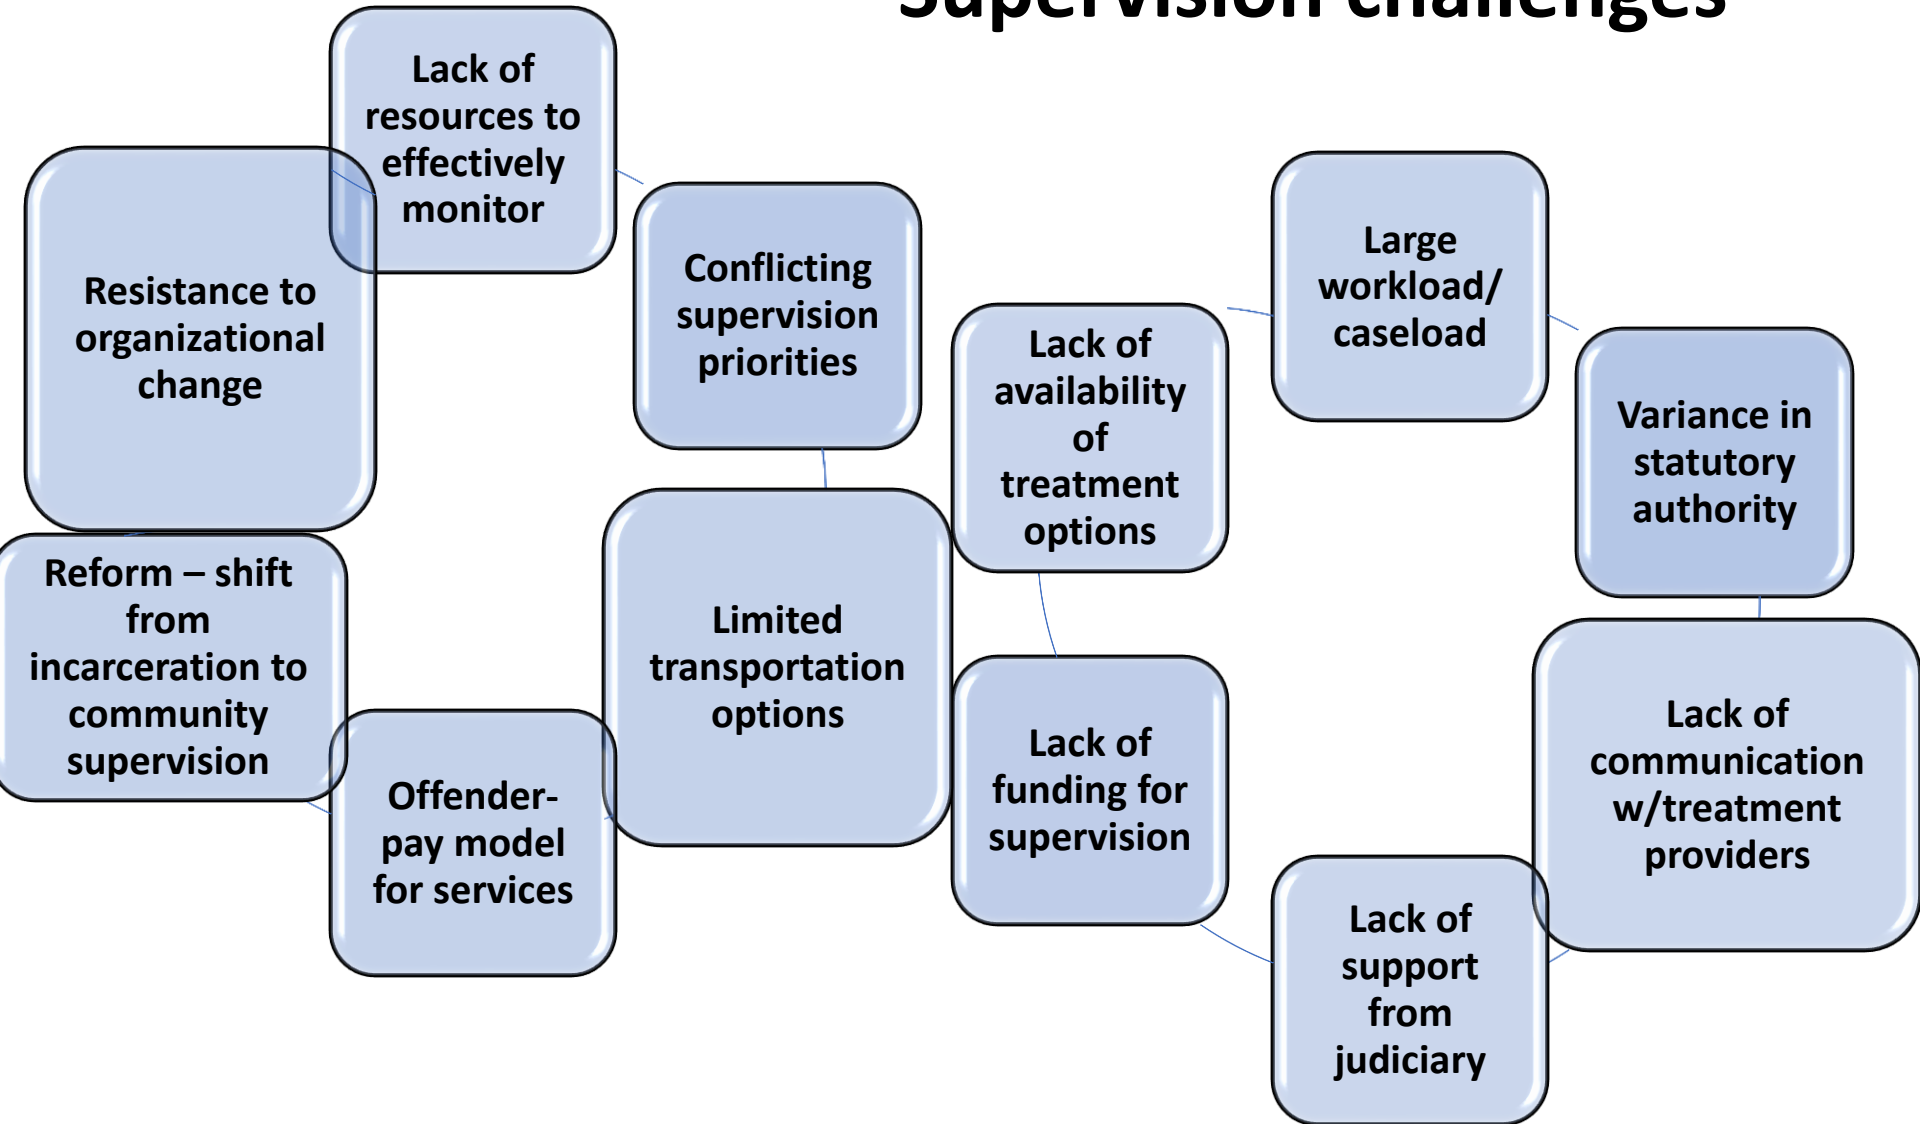 Supervision challenges
Lack of
resources to
effectively
monitor
Resistance to
organizational
change
Conflicting
supervision
priorities
Reform – shift
from
incarceration to
community
supervision
Offender-
pay model
for services
Limited
transportation
options
Lack of
availability
of
treatment
options
Large
workload/
caseload
Variance in
statutory
authority
Lack of
funding for
supervision
Lack of
communication
w/treatment
providers
Lack of
support
from
judiciary